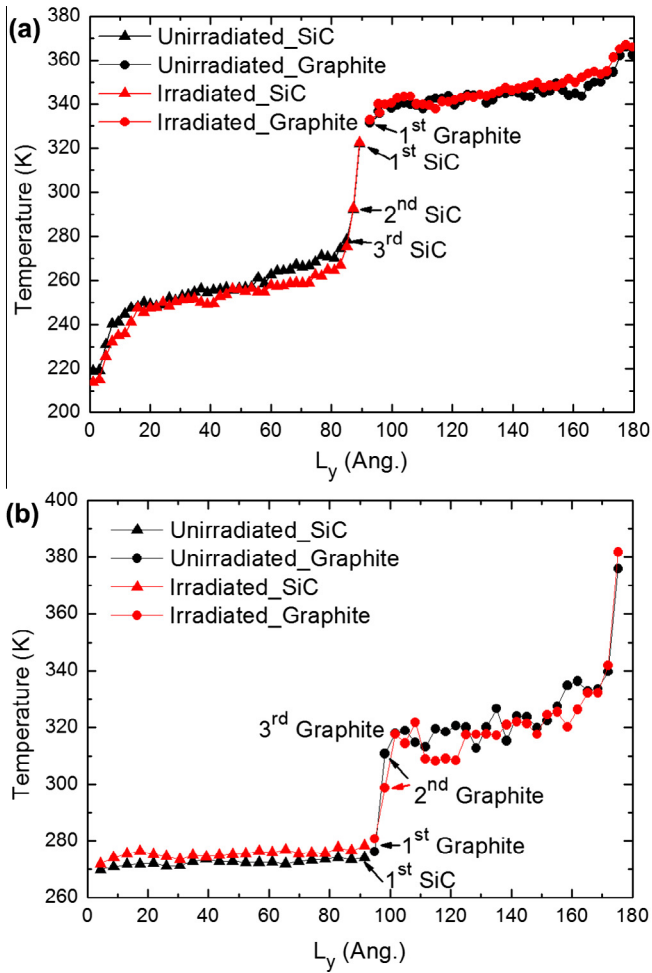 (a)
Unirradiated_SiC
Unirradiated_Graphite
Irradiated_SiC
Irradiated_Graphite
1st Graphite
1st SiC
2nd SiC
3rd SiC
Temperature (K)
380
360
340
320
300
280
260
240
220
200
0 20 40 60 80 100 120 140 160 180
Ly (Ang.)
(b)
Unirradiated_SiC
Unirradiated_Graphite
Irradiated_SiC
Irradiated_Graphite
3rd Graphite
2nd Graphite
1st Graphite
1st SiC
Temperature (K)
400
380
360
340
320
300
280
260
0 20 40 60 80 100 120 140 160 180
Ly (Ang.)